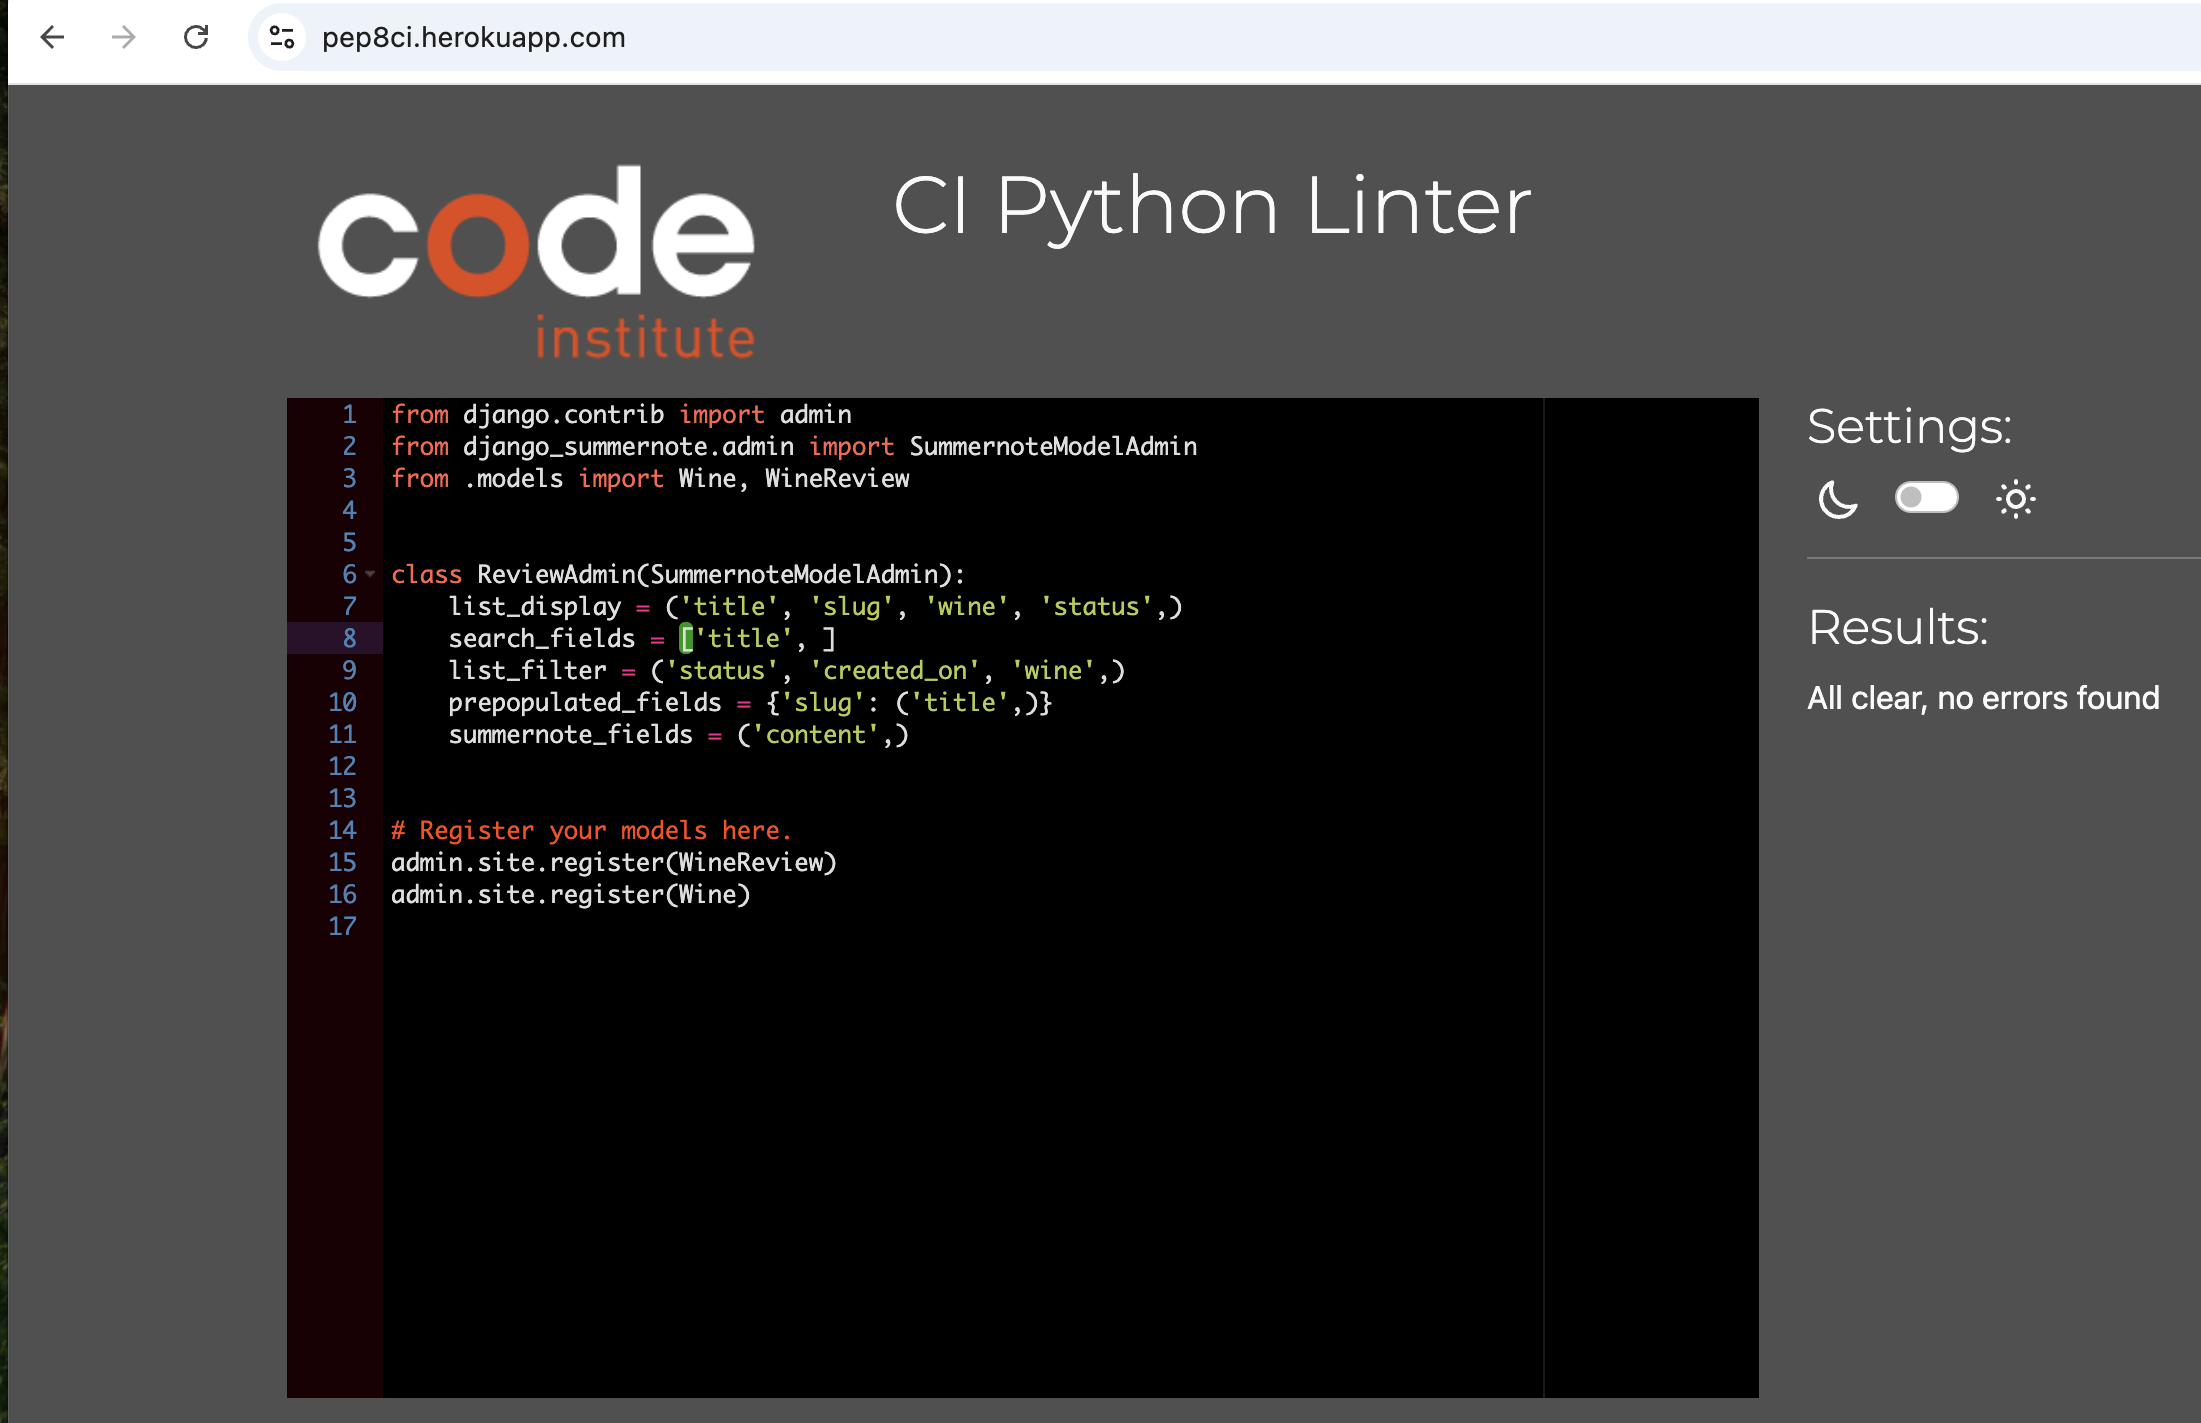 pep8ci.herokuapp.com
code
institute
CI Python Linter
1 from django.contrib import admin
2 from django_summernote.admin import SummernoteModelAdmin
3 from .models import Wine, WineReview
4
5
6 class ReviewAdmin(SummernoteModelAdmin):
7     list_display = ('title', 'slug', 'wine', 'status',)
8     search_fields = ['title', ]
9     list_filter = ('status', 'created_on', 'wine',)
10     prepopulated_fields = {'slug': ('title',)}
11     summernote_fields = ('content',)
12
13
14 # Register your models here.
15 admin.site.register(WineReview)
16 admin.site.register(Wine)
17
Settings:
Results:
All clear, no errors found